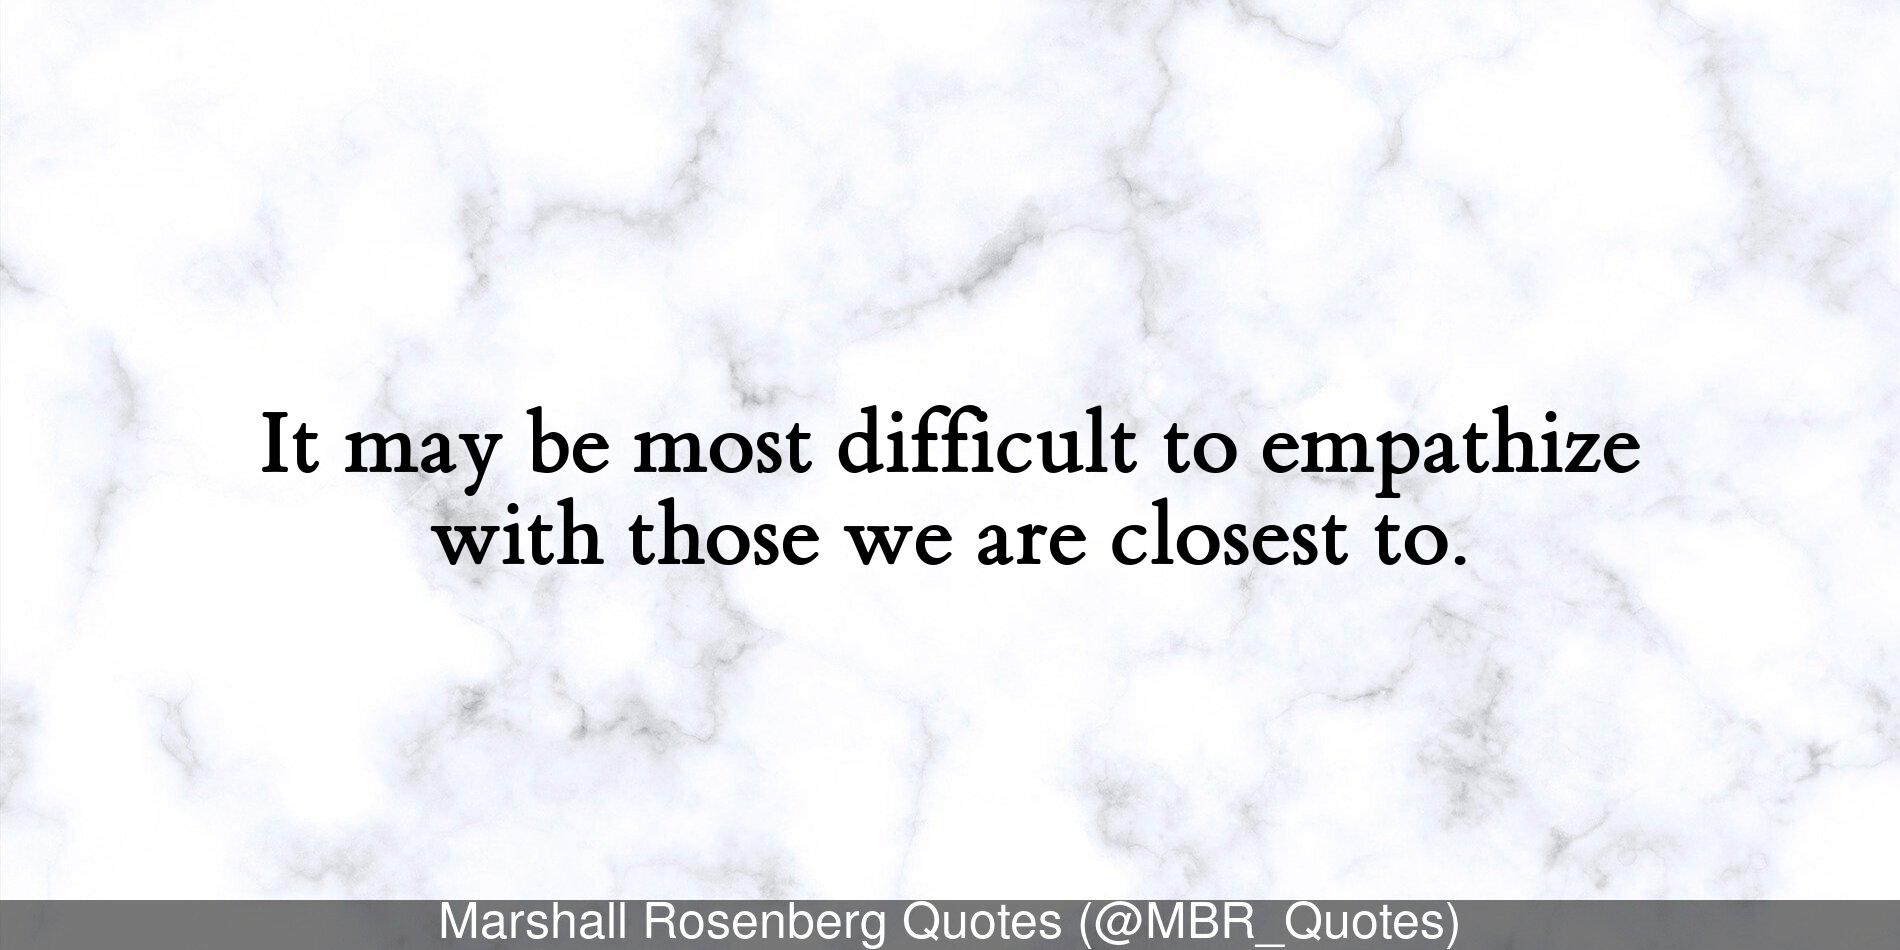 It may be most difficult to empathize
with those we are closest to.
Marshall Rosenberg Quotes (@MBR_Quotes)